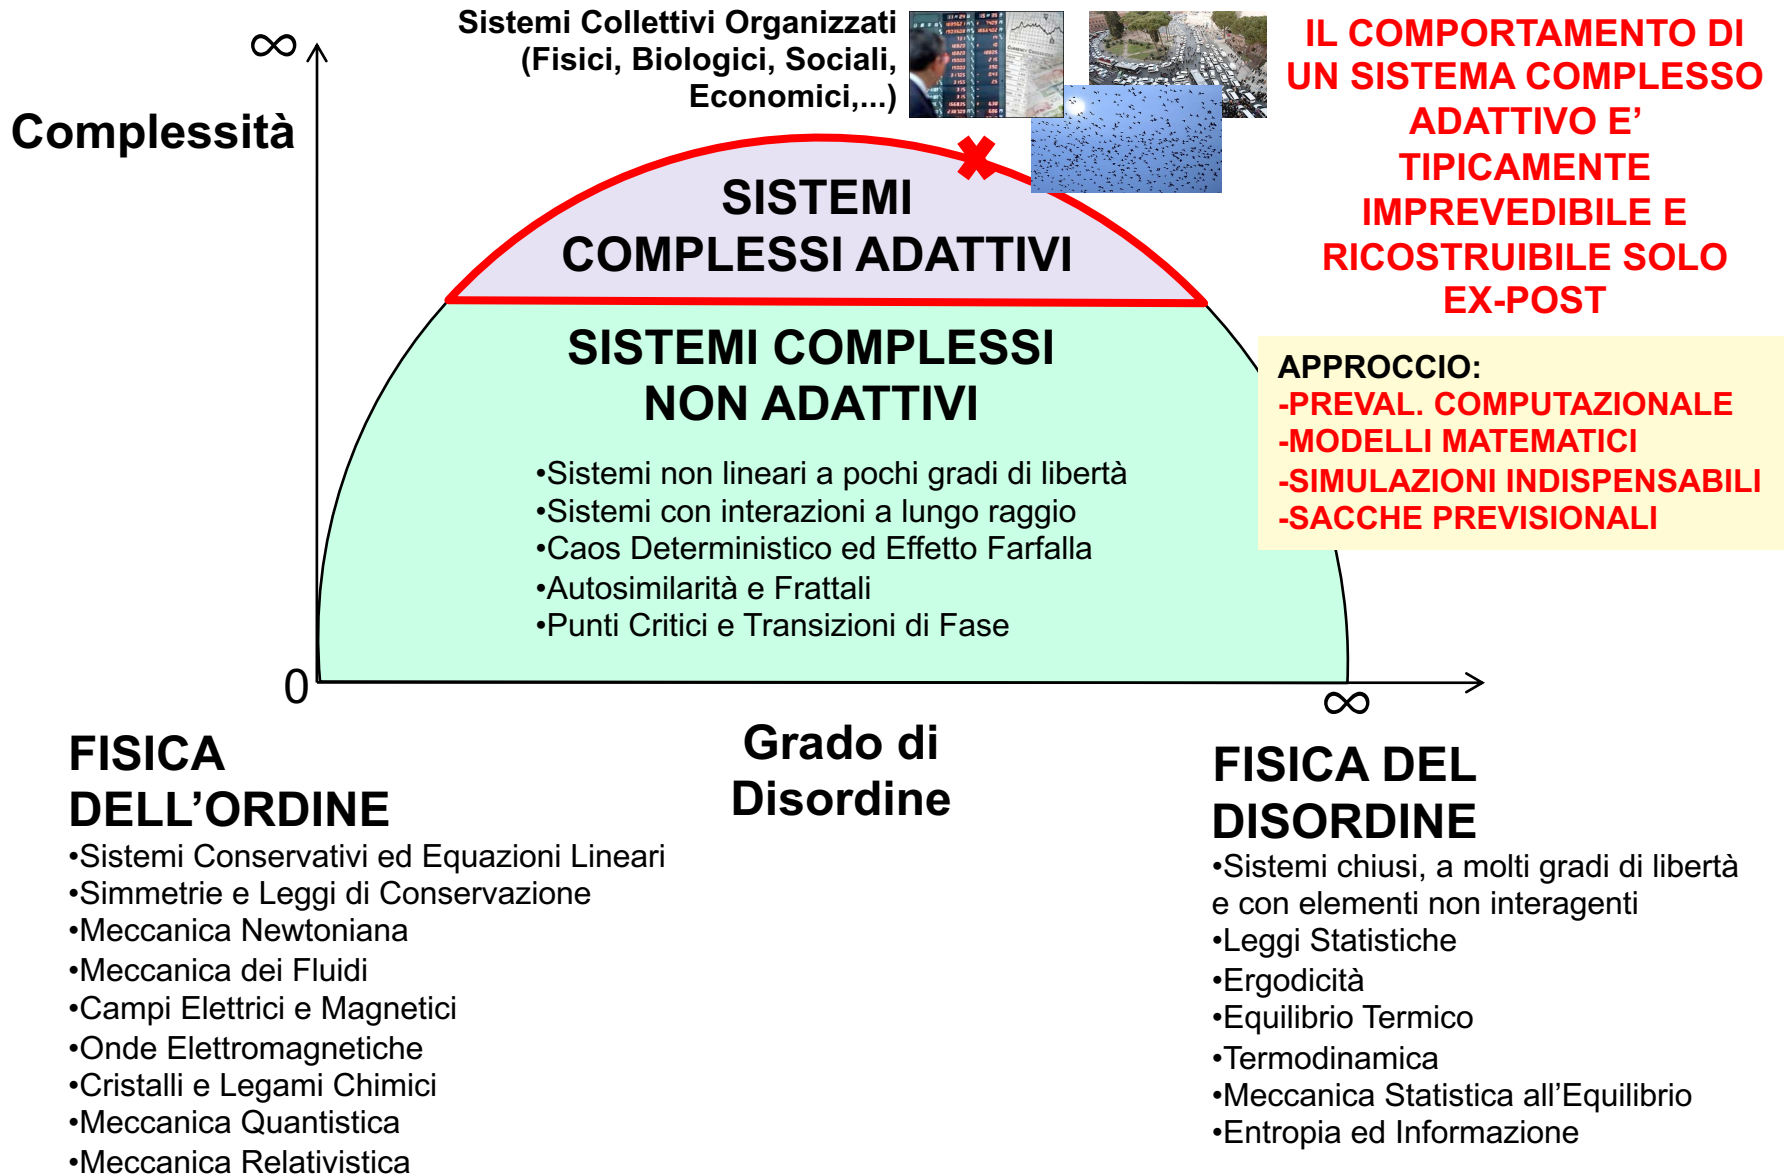 Sistemi Collettivi Organizzati
(Fisici, Biologici, Sociali,
Economici,...)
IL COMPORTAMENTO DI
UN SISTEMA COMPLESSO
ADATTIVO E'
TIPICAMENTE
IMPREVEDIBILE E
RICOSTRUIBILE SOLO
EX-POST
∞
Complessità
SISTEMI
COMPLESSI ADATTIVI
SISTEMI COMPLESSI
NON ADATTIVI
•Sistemi non lineari a pochi gradi di libertà
•Sistemi con interazioni a lungo raggio
•Caos Deterministico ed Effetto Farfalla
•Autosimilarità e Frattali
•Punti Critici e Transizioni di Fase
APPROCCIO:
-PREVAL. COMPUTAZIONALE
-MODELLI MATEMATICI
-SIMULAZIONI INDISPENSABILI
-SACCHE PREVISIONALI
0
∞
Grado di
Disordine
FISICA
DELL’ORDINE
•Sistemi Conservativi ed Equazioni Lineari
•Simmetrie e Leggi di Conservazione
•Meccanica Newtoniana
•Meccanica dei Fluidi
•Campi Elettrici e Magnetici
•Onde Elettromagnetiche
•Cristalli e Legami Chimici
•Meccanica Quantistica
•Meccanica Relativistica
FISICA DEL
DISORDINE
•Sistemi chiusi, a molti gradi di libertà
e con elementi non interagenti
•Leggi Statistiche
•Ergodicità
•Equilibrio Termico
•Termodinamica
•Meccanica Statistica all’Equilibrio
•Entropia ed Informazione